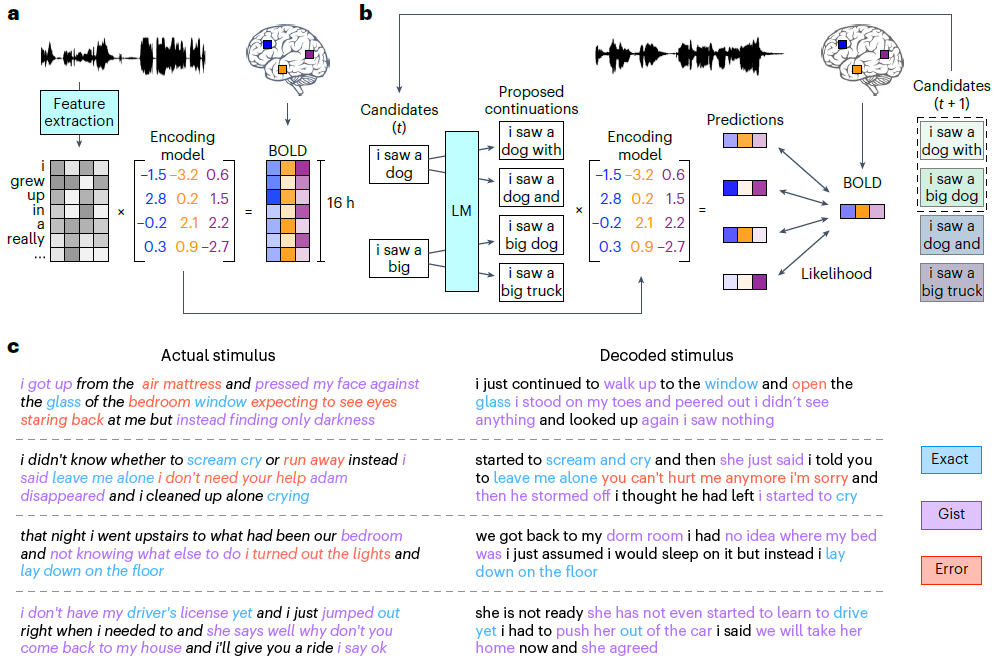 a
Feature
extraction
i
grew
up
in
a
really
...
×
Encoding
model
−1.5 −3.2 0.6
2.8 0.2 1.5
−0.2 2.1 2.2
0.3 0.9 −2.7
=
BOLD
16 h
b
Candidates
(t)
i saw a
dog
i saw a
big
LM
Proposed
continuations
i saw a
dog with
i saw a
dog and
i saw a
big dog
i saw a
big truck
×
Encoding
model
−1.5 −3.2 0.6
2.8 0.2 1.5
−0.2 2.1 2.2
0.3 0.9 −2.7
=
Predictions
BOLD
Likelihood
Candidates
(t + 1)
i saw a
dog with
i saw a
big dog
i saw a
dog and
i saw a
big truck
c
Actual stimulus
i got up from the air mattress and pressed my face against
the glass of the bedroom window expecting to see eyes
staring back at me but instead finding only darkness
i didn't know whether to scream cry or run away instead i
said leave me alone i don't need your help adam
disappeared and i cleaned up alone crying
that night i went upstairs to what had been our bedroom
and not knowing what else to do i turned out the lights and
lay down on the floor
i don't have my driver's license yet and i just jumped out
right when i needed to and she says well why don't you
come back to my house and i'll give you a ride i say ok
Decoded stimulus
i just continued to walk up to the window and open the
glass i stood on my toes and peered out i didn't see
anything and looked up again i saw nothing
started to scream and cry and then she just said i told you
to leave me alone you can't hurt me anymore i'm sorry and
then he stormed off i thought he had left i started to cry
we got back to my dorm room i had no idea where my bed
was i just assumed i would sleep on it but instead i lay
down on the floor
she is not ready she has not even started to learn to drive
yet i had to push her out of the car i said we will take her
home now and she agreed
Exact
Gist
Error